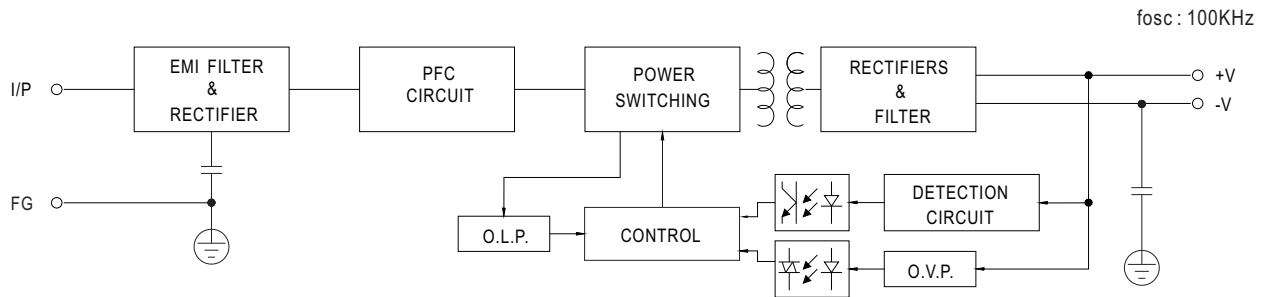 fosc : 100KHz
I/P
EMI FILTER
&
RECTIFIER
PFC
CIRCUIT
POWER
SWITCHING
RECTIFIERS
&
FILTER
+V
-V
FG
O.L.P.
CONTROL
DETECTION
CIRCUIT
O.V.P.